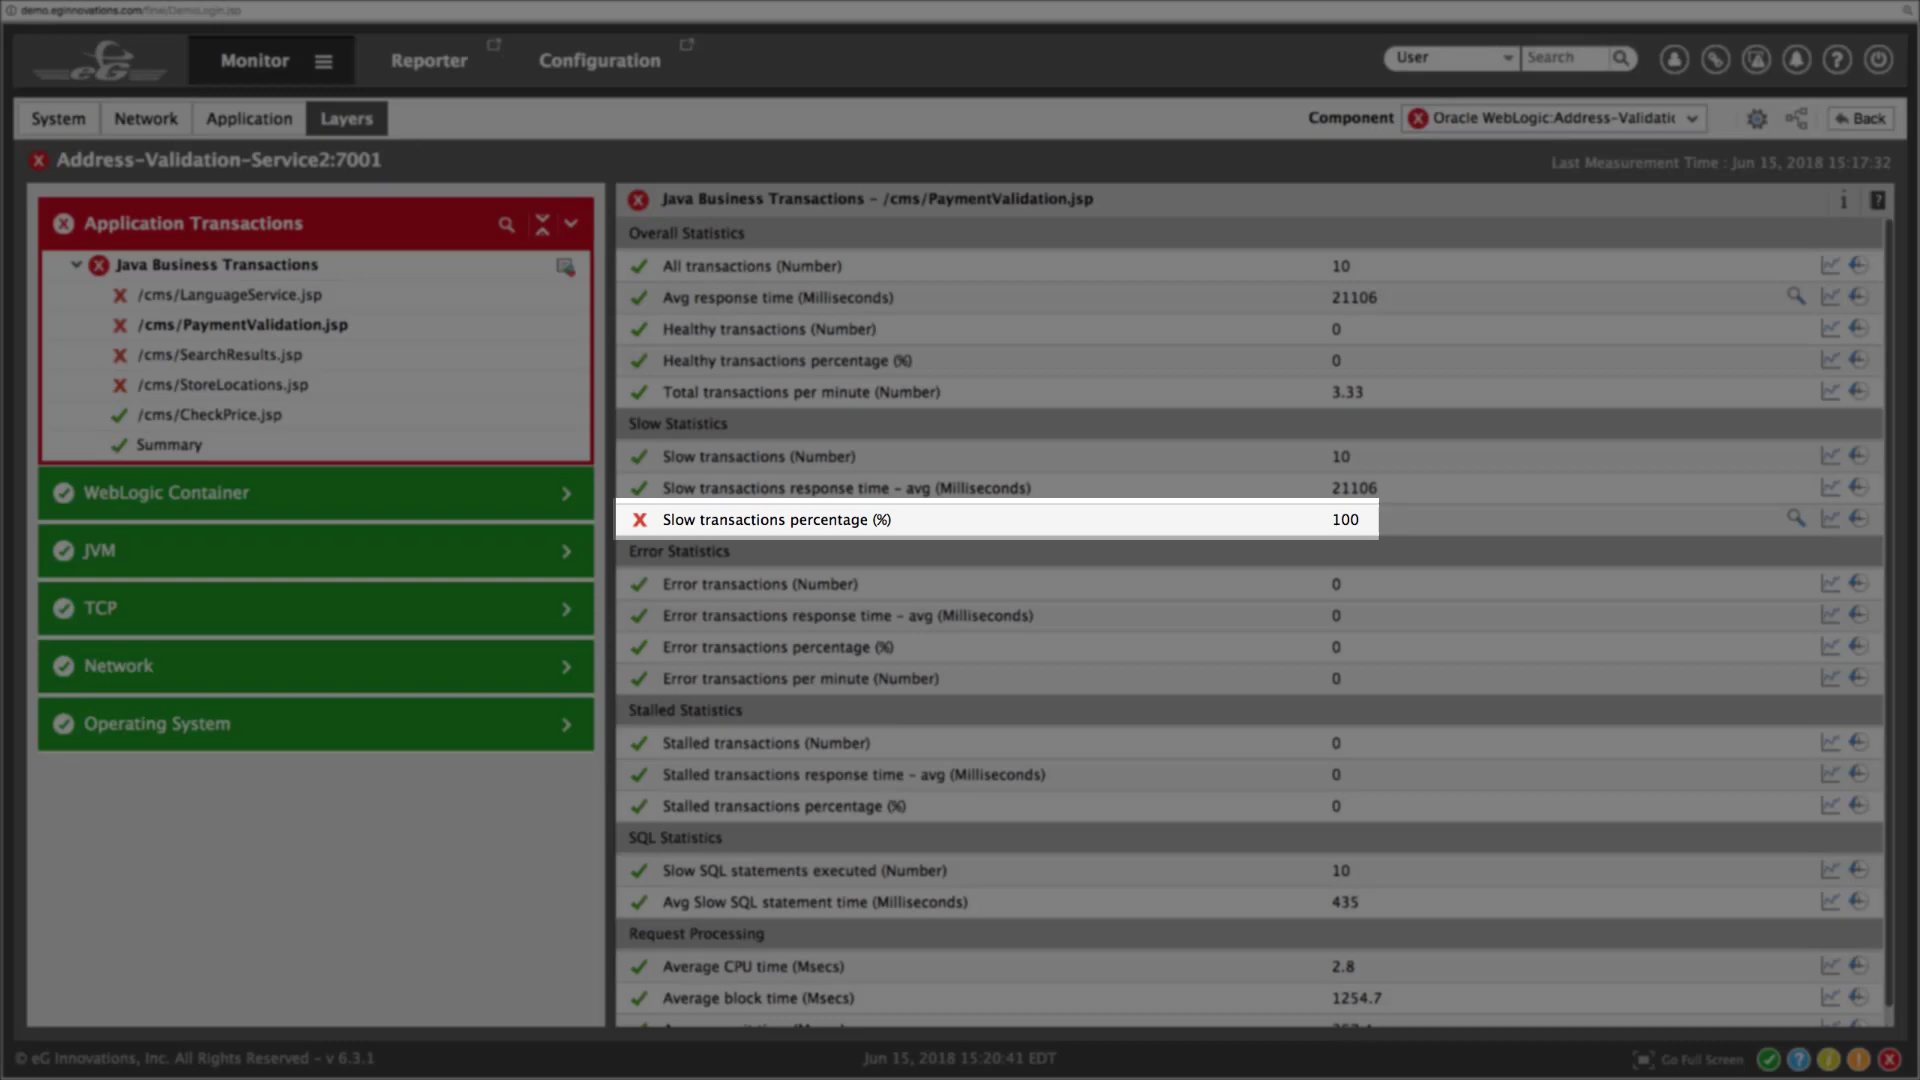 demo.eginnovations.com/final/DemoLogin.jsp
eG
Monitor
Reporter
Configuration
User
Search
System
Network
Application
Layers
Component
Oracle WebLogic:Address-Validatic
Back
Address-Validation-Service2:7001
Last Measurement Time : Jun 15, 2018 15:17:32
Application Transactions
Java Business Transactions
/cms/LanguageService.jsp
/cms/PaymentValidation.jsp
/cms/SearchResults.jsp
/cms/StoreLocations.jsp
/cms/CheckPrice.jsp
Summary
WebLogic Container
JVM
TCP
Network
Operating System
Java Business Transactions - /cms/PaymentValidation.jsp
Overall Statistics
All transactions (Number) 10
Avg response time (Milliseconds) 21106
Healthy transactions (Number) 0
Healthy transactions percentage (%) 0
Total transactions per minute (Number) 3.33
Slow Statistics
Slow transactions (Number) 10
Slow transactions response time - avg (Milliseconds) 21106
Slow transactions percentage (%) 100
Error Statistics
Error transactions (Number) 0
Error transactions response time - avg (Milliseconds) 0
Error transactions percentage (%) 0
Error transactions per minute (Number) 0
Stalled Statistics
Stalled transactions (Number) 0
Stalled transactions response time - avg (Milliseconds) 0
Stalled transactions percentage (%) 0
SQL Statistics
Slow SQL statements executed (Number) 10
Avg Slow SQL statement time (Milliseconds) 435
Request Processing
Average CPU time (Msecs) 2.8
Average block time (Msecs) 1254.7
© eG Innovations, Inc. All Rights Reserved - v 6.3.1
Jun 15, 2018 15:20:41 EDT
Go Full Screen